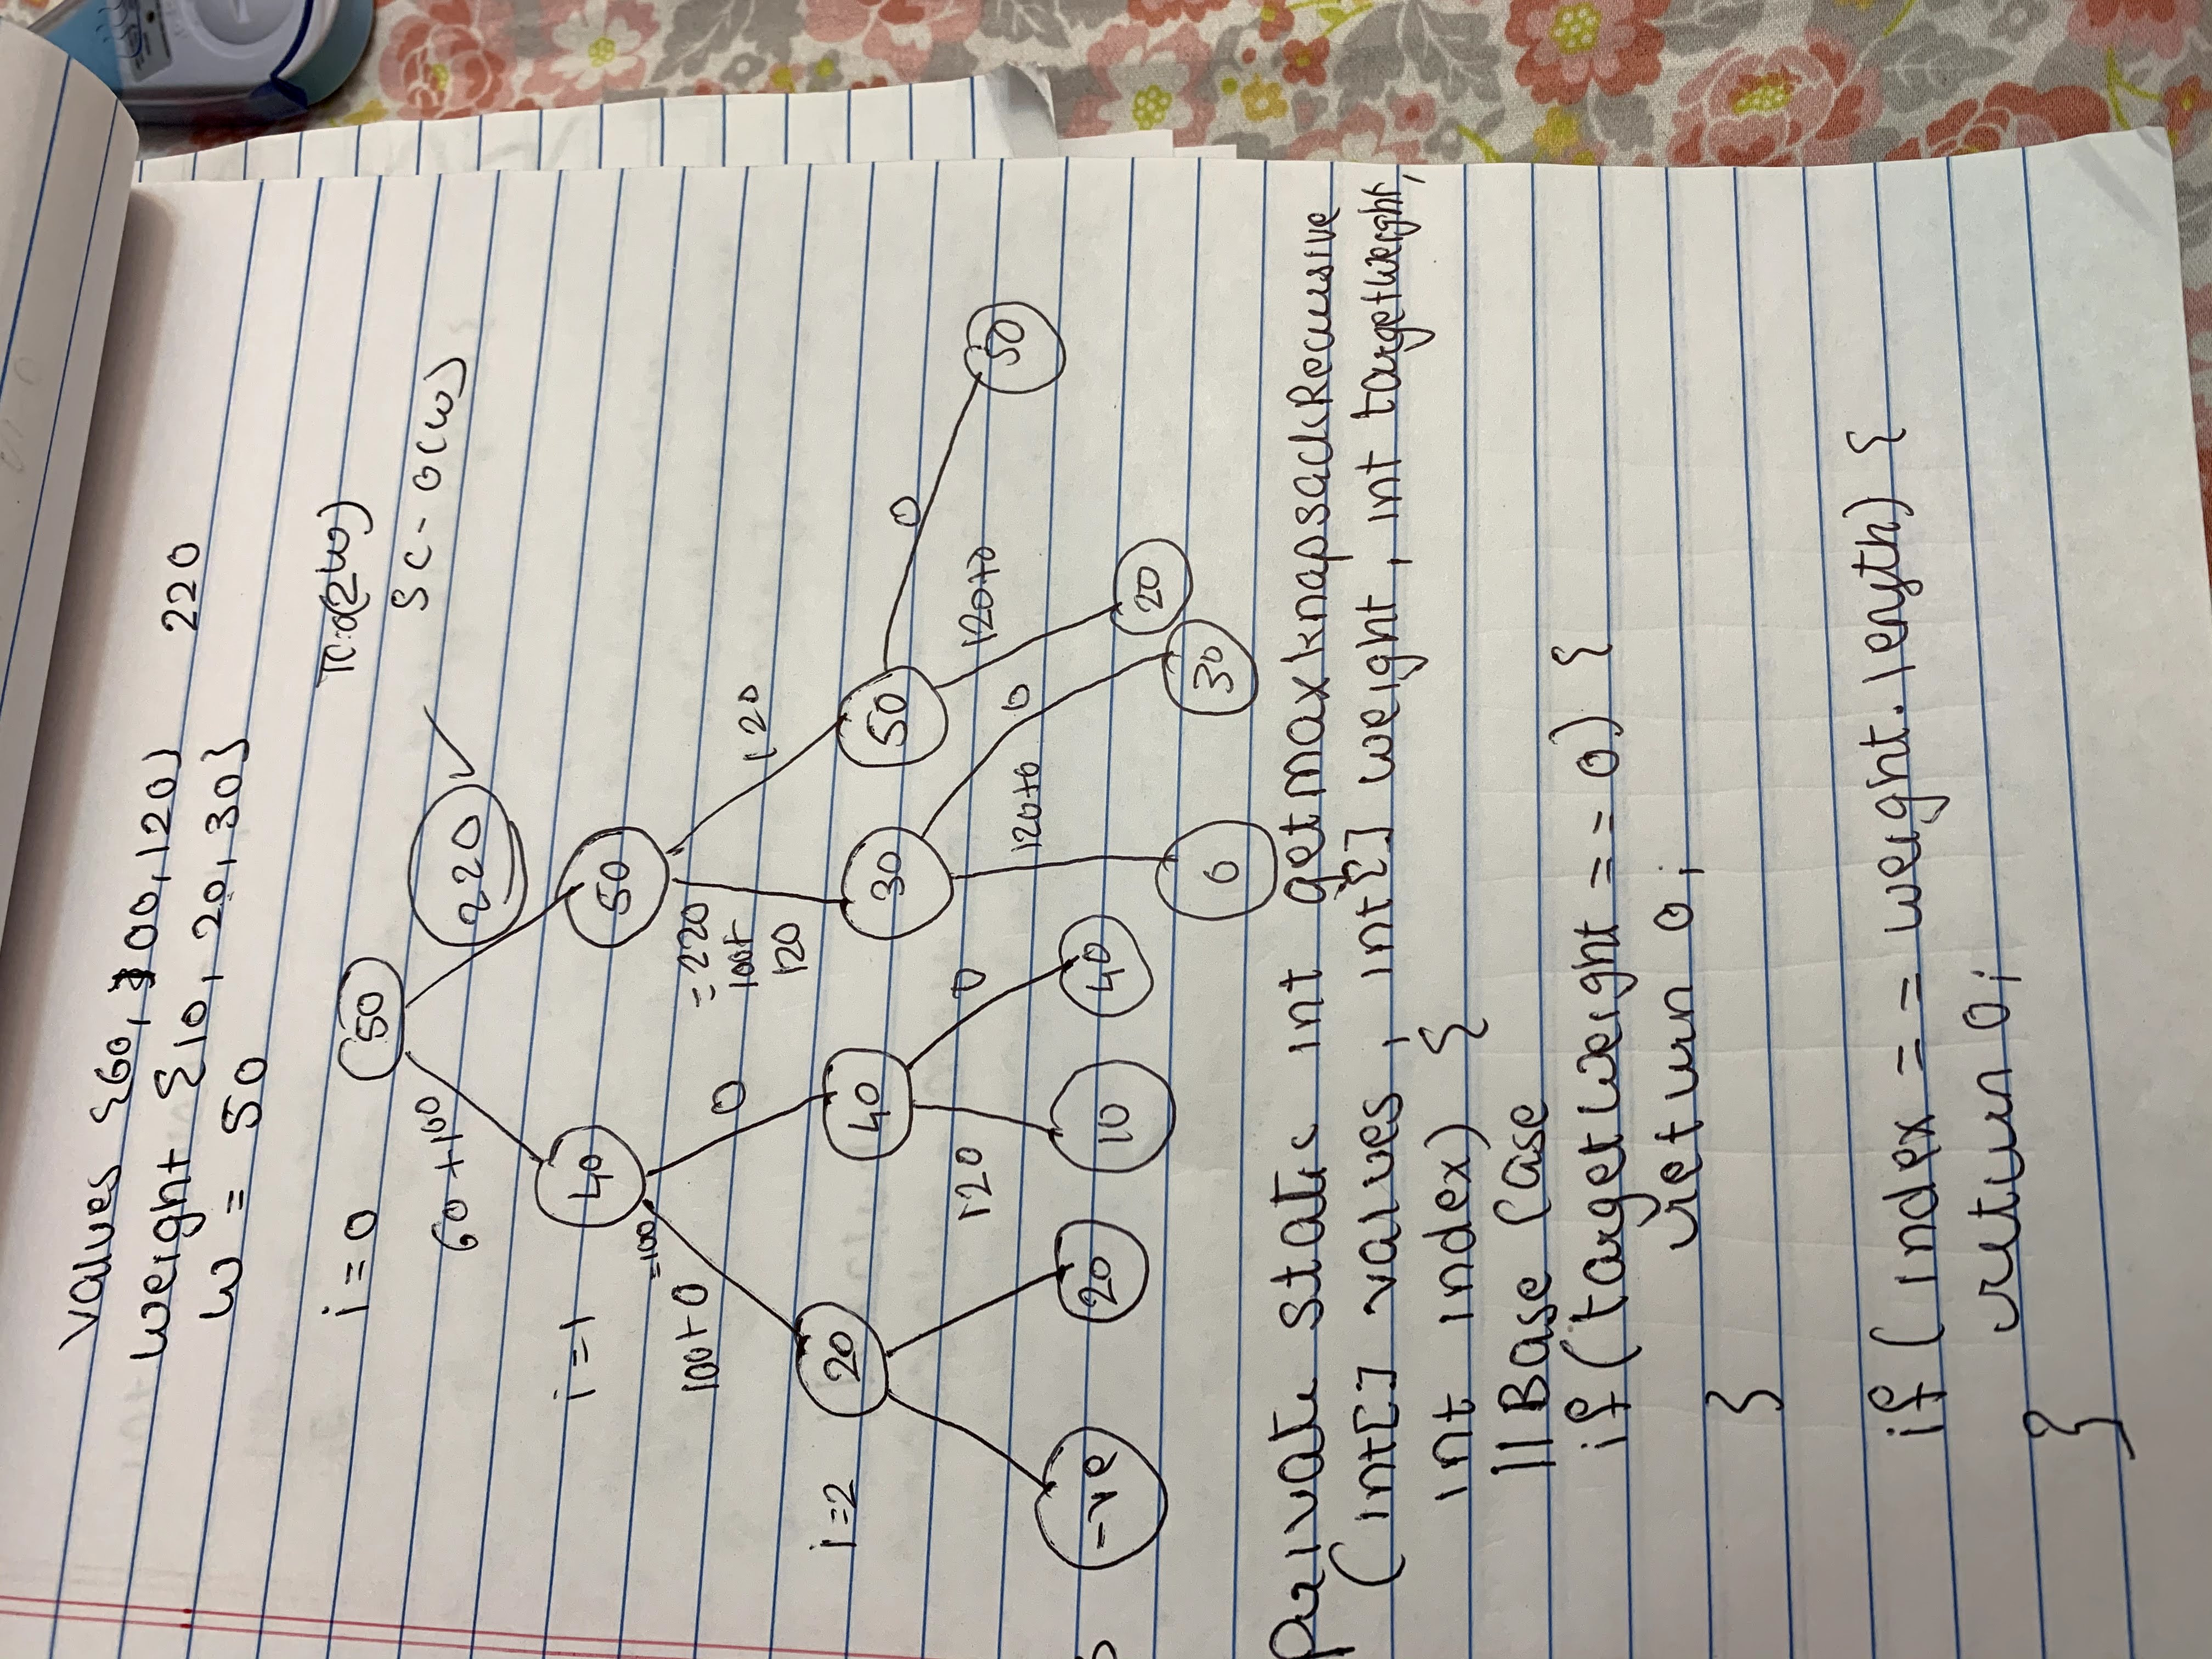 values {60, 100, 120}
weight {10, 20, 30}
220
W = 50
i = 0
50
TC: O(2W)
SC - O(W)
60 + 100
220
i = 1
40
50
100 + 0 = 100
0
= 220
100 +
120
120
i = 2
20
40
30
50
0
120
0
120+0
0
120+0
50
-ve
20
10
40
0
30
20
private static int getmaxknapsackRecursive
(int[] values, int[] weight, int targetweight,
int index) {
// Base Case
if (targetweight == 0) {
return 0;
}
if (index == weight.length) {
return 0;
}